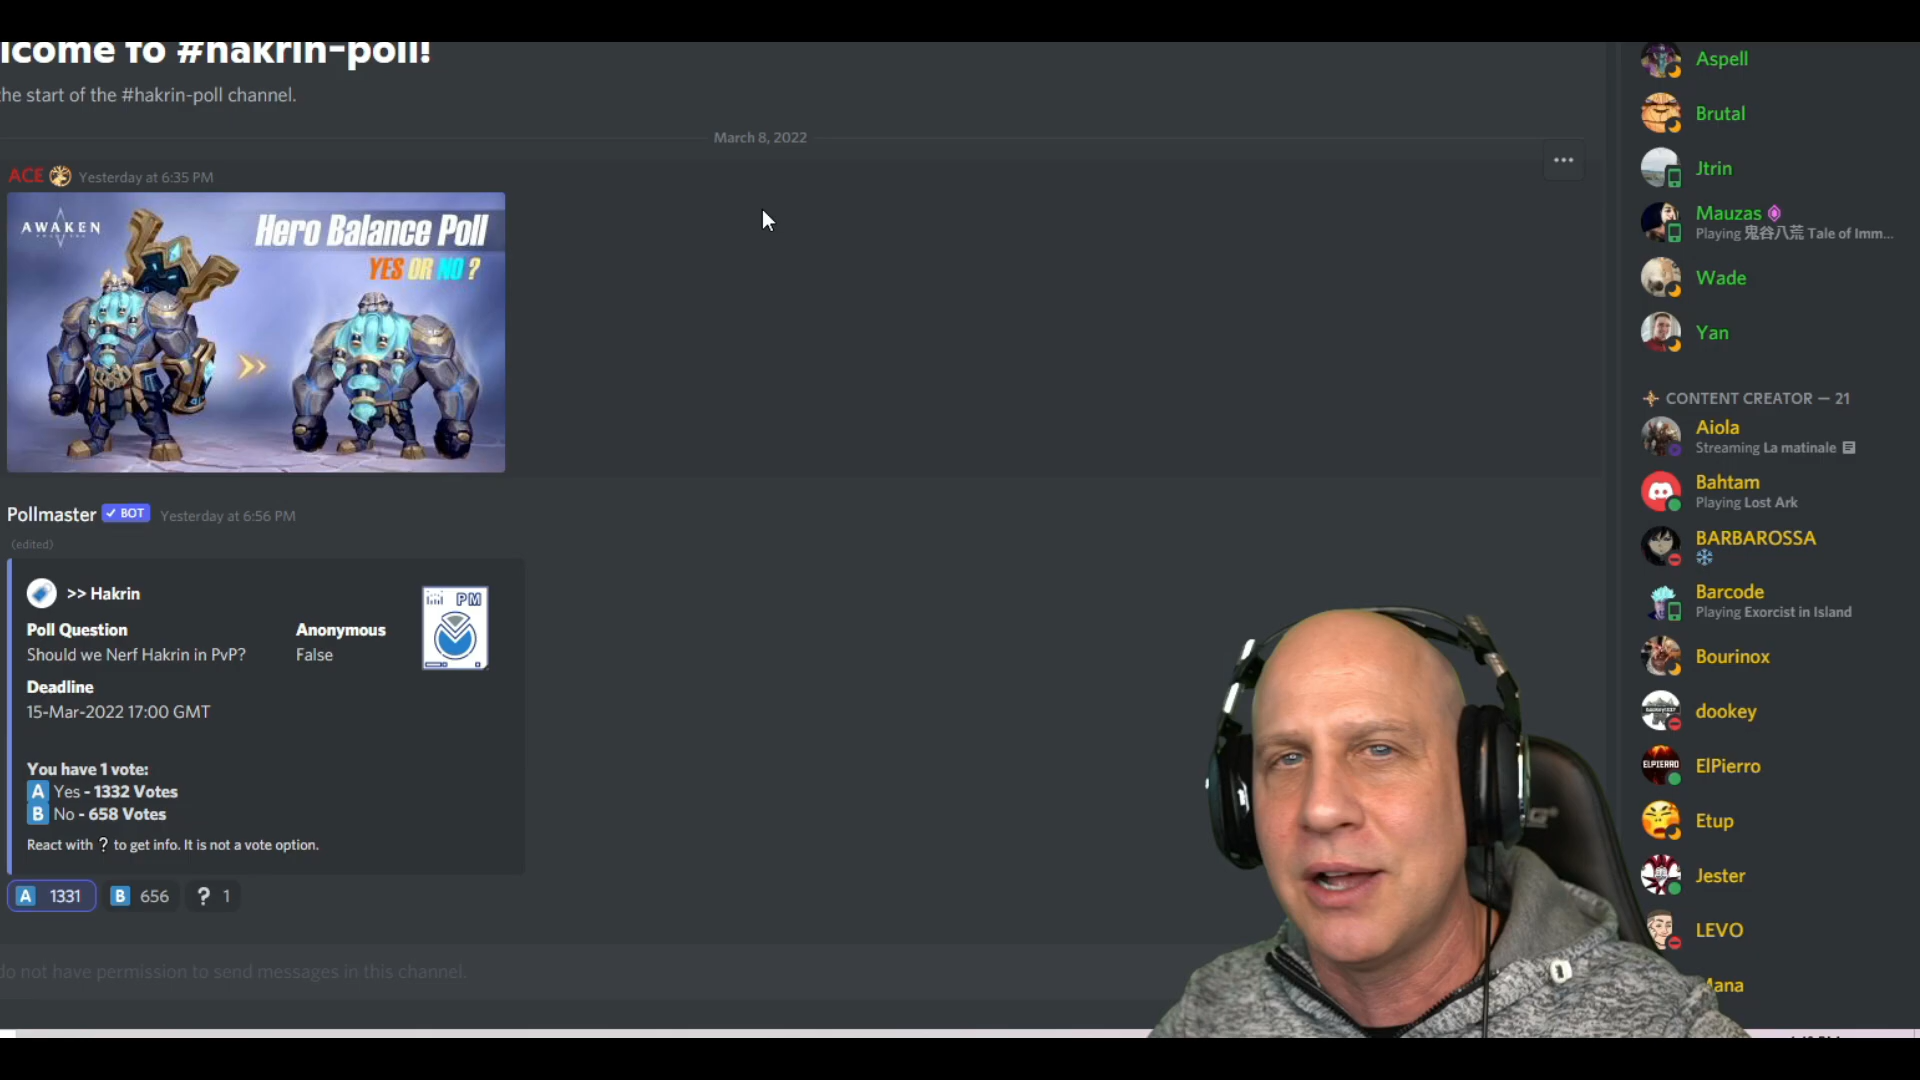 lcome to #hakrin-poll!
he start of the #hakrin-poll channel.
March 8, 2022
ACE Yesterday at 6:35 PM
AWAKEN
Hero Balance Poll
YES OR NO ?
Pollmaster ✓ BOT Yesterday at 6:56 PM
(edited)
>> Hakrin
PM
Poll Question
Anonymous
Should we Nerf Hakrin in PvP?
False
Deadline
15-Mar-2022 17:00 GMT
You have 1 vote:
A Yes - 1332 Votes
B No - 658 Votes
React with ? to get info. It is not a vote option.
A 1331 B 656 ? 1
do not have permission to send messages in this channel.
Aspell
Brutal
Jtrin
Mauzas
Playing 鬼谷八荒 Tale of Imm...
Wade
Yan
CONTENT CREATOR — 21
Aiola
Streaming La matinale
Bahtam
Playing Lost Ark
BARBAROSSA
Barcode
Playing Exorcist in Island
Bourinox
dookey
ELPIERRO
ElPierro
Etup
Jester
LEVO
Mana